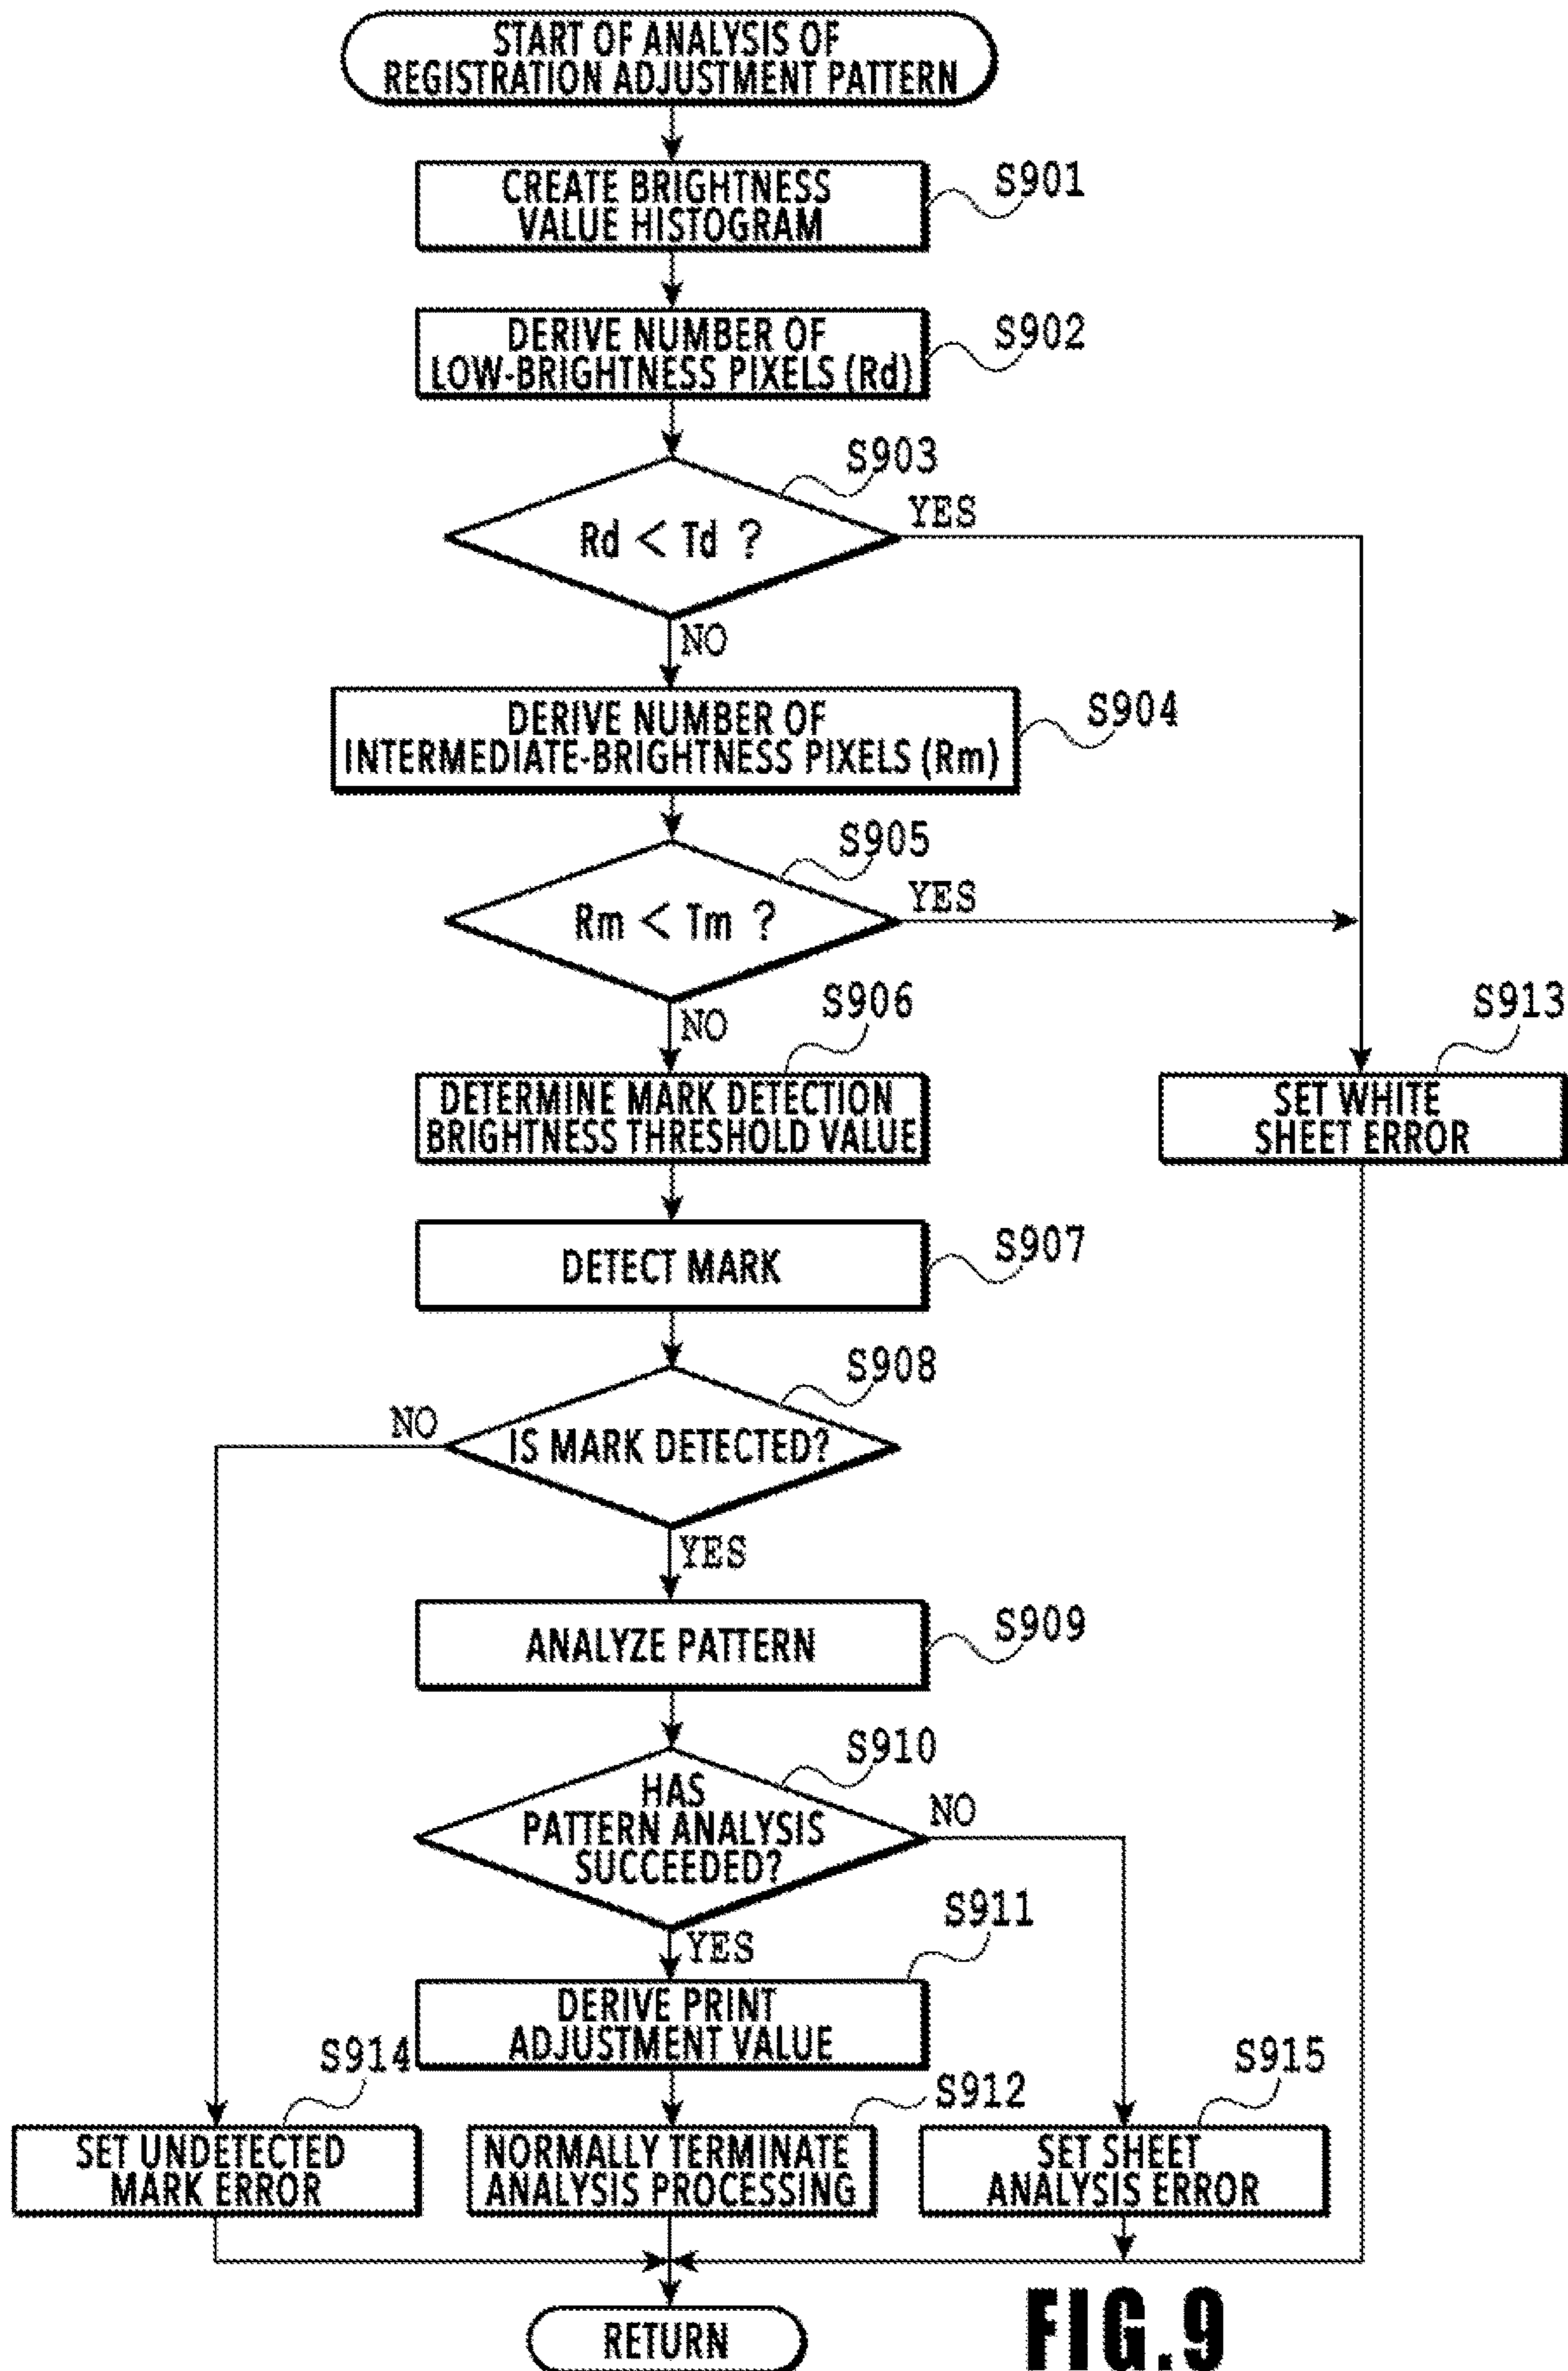 START OF ANALYSIS OF
REGISTRATION ADJUSTMENT PATTERN
CREATE BRIGHTNESS
VALUE HISTOGRAM
S901
DERIVE NUMBER OF
LOW-BRIGHTNESS PIXELS (Rd)
S902
S903
Rd < Td ?
YES
NO
DERIVE NUMBER OF
INTERMEDIATE-BRIGHTNESS PIXELS (Rm)
S904
S905
Rm < Tm ?
YES
NO
S906
DETERMINE MARK DETECTION
BRIGHTNESS THRESHOLD VALUE
S913
SET WHITE
SHEET ERROR
DETECT MARK
S907
S908
IS MARK DETECTED?
NO
YES
ANALYZE PATTERN
S909
S910
HAS
PATTERN ANALYSIS
SUCCEEDED?
NO
YES
S911
DERIVE PRINT
ADJUSTMENT VALUE
S914
SET UNDETECTED
MARK ERROR
S912
NORMALLY TERMINATE
ANALYSIS PROCESSING
S915
SET SHEET
ANALYSIS ERROR
RETURN
FIG.9